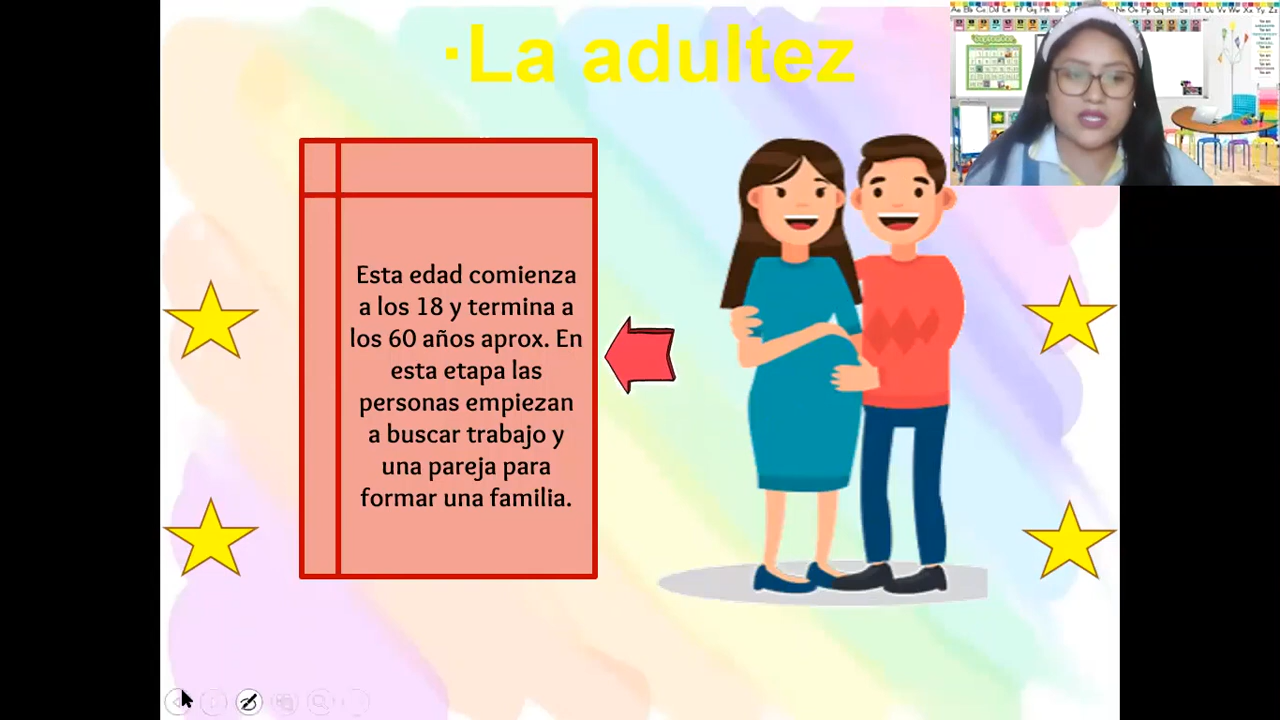 ·La adultez
Esta edad comienza
a los 18 y termina a
los 60 años aprox. En
esta etapa las
personas empiezan
a buscar trabajo y
una pareja para
formar una familia.